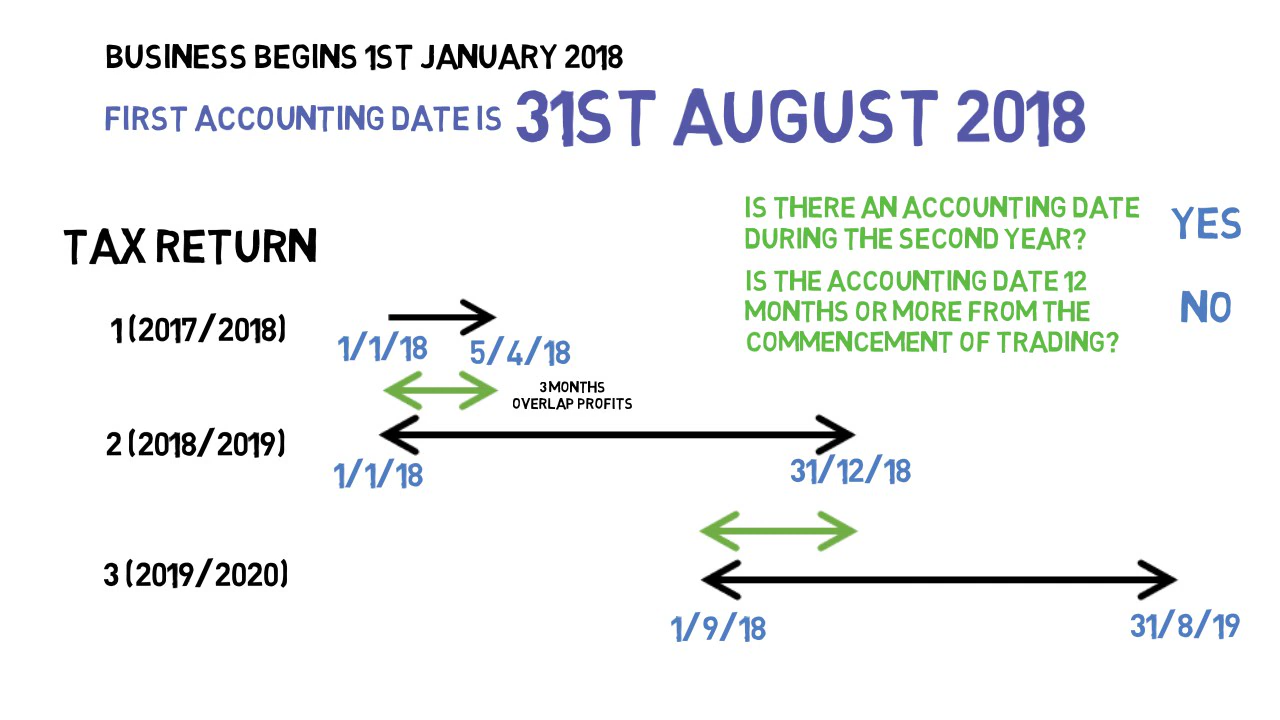 BUSINESS BEGINS 1ST JANUARY 2018
FIRST ACCOUNTING DATE IS 31ST AUGUST 2018
IS THERE AN ACCOUNTING DATE
DURING THE SECOND YEAR?
YES
TAX RETURN
IS THE ACCOUNTING DATE 12
MONTHS OR MORE FROM THE
COMMENCEMENT OF TRADING?
NO
1 (2017/2018)
1/1/18
5/4/18
3 MONTHS
OVERLAP PROFITS
2 (2018/2019)
1/1/18
31/12/18
3 (2019/2020)
1/9/18
31/8/19